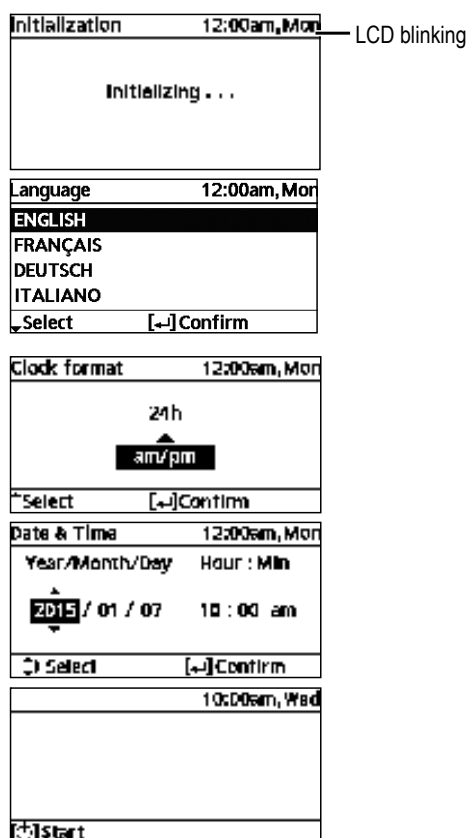 Initialization 12:00am,Mon
LCD blinking
Initializing . . .
Language 12:00am,Mon
ENGLISH
FRANÇAIS
DEUTSCH
ITALIANO
Select [↵]Confirm
Clock format 12:00am,Mon
24h
am/pm
Select [↵]Confirm
Date & Time 12:00am,Mon
Year/Month/Day Hour : Min
2015 / 01 / 07 10 : 00 am
Select [↵]Confirm
10:00am,Wed
[⏻]Start